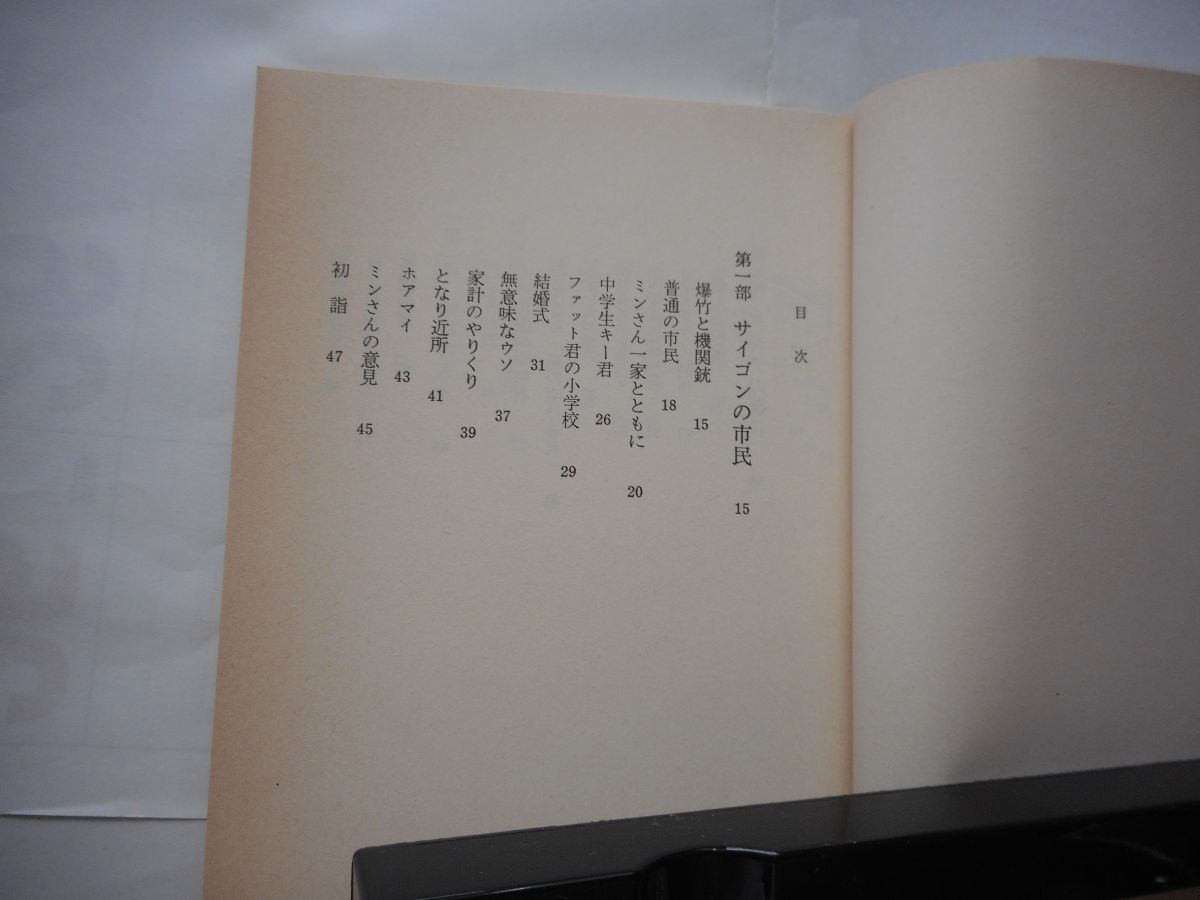 目次
第一部 サイゴンの市民 15
爆竹と機関銃 15
普通の市民 18
ミンさん一家とともに 20
中学生キー君 26
ファット君の小学校 29
結婚式 31
無意味なウソ 37
家計のやりくり 39
となり近所 41
ホアマイ 43
ミンさんの意見 45
初詣 47